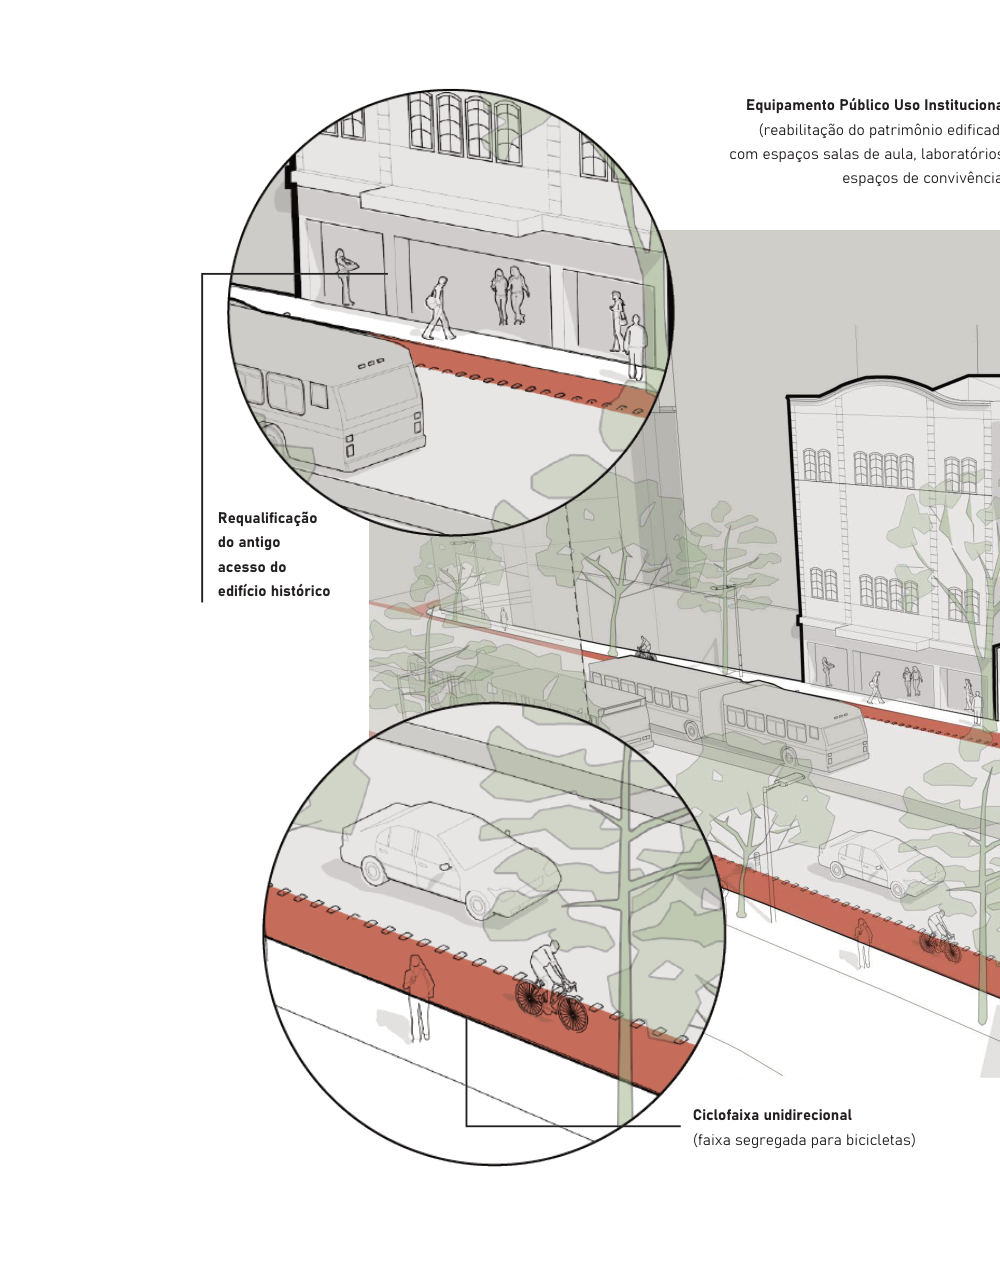 Equipamento Público Uso Instituciona
(reabilitação do patrimônio edificad
com espaços salas de aula, laboratórios
espaços de convivência
Requalificação
do antigo
acesso do
edifício histórico
Ciclofaixa unidirecional
(faixa segregada para bicicletas)